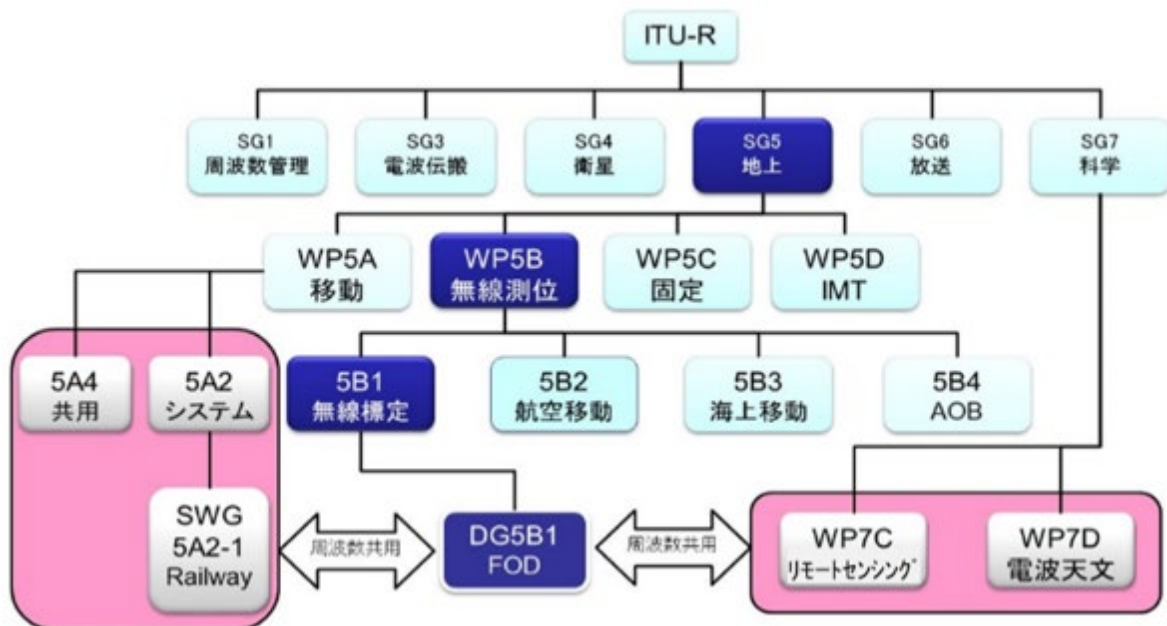 ITU-R
SG1
周波数管理
SG3
電波伝搬
SG4
衛星
SG5
地上
SG6
放送
SG7
科学
WP5A
移動
WP5B
無線測位
WP5C
固定
WP5D
IMT
5A4
共用
5A2
システム
5B1
無線標定
5B2
航空移動
5B3
海上移動
5B4
AOB
SWG
5A2-1
Railway
周波数共用
DG5B1
FOD
周波数共用
WP7C
リモートセンシング
WP7D
電波天文